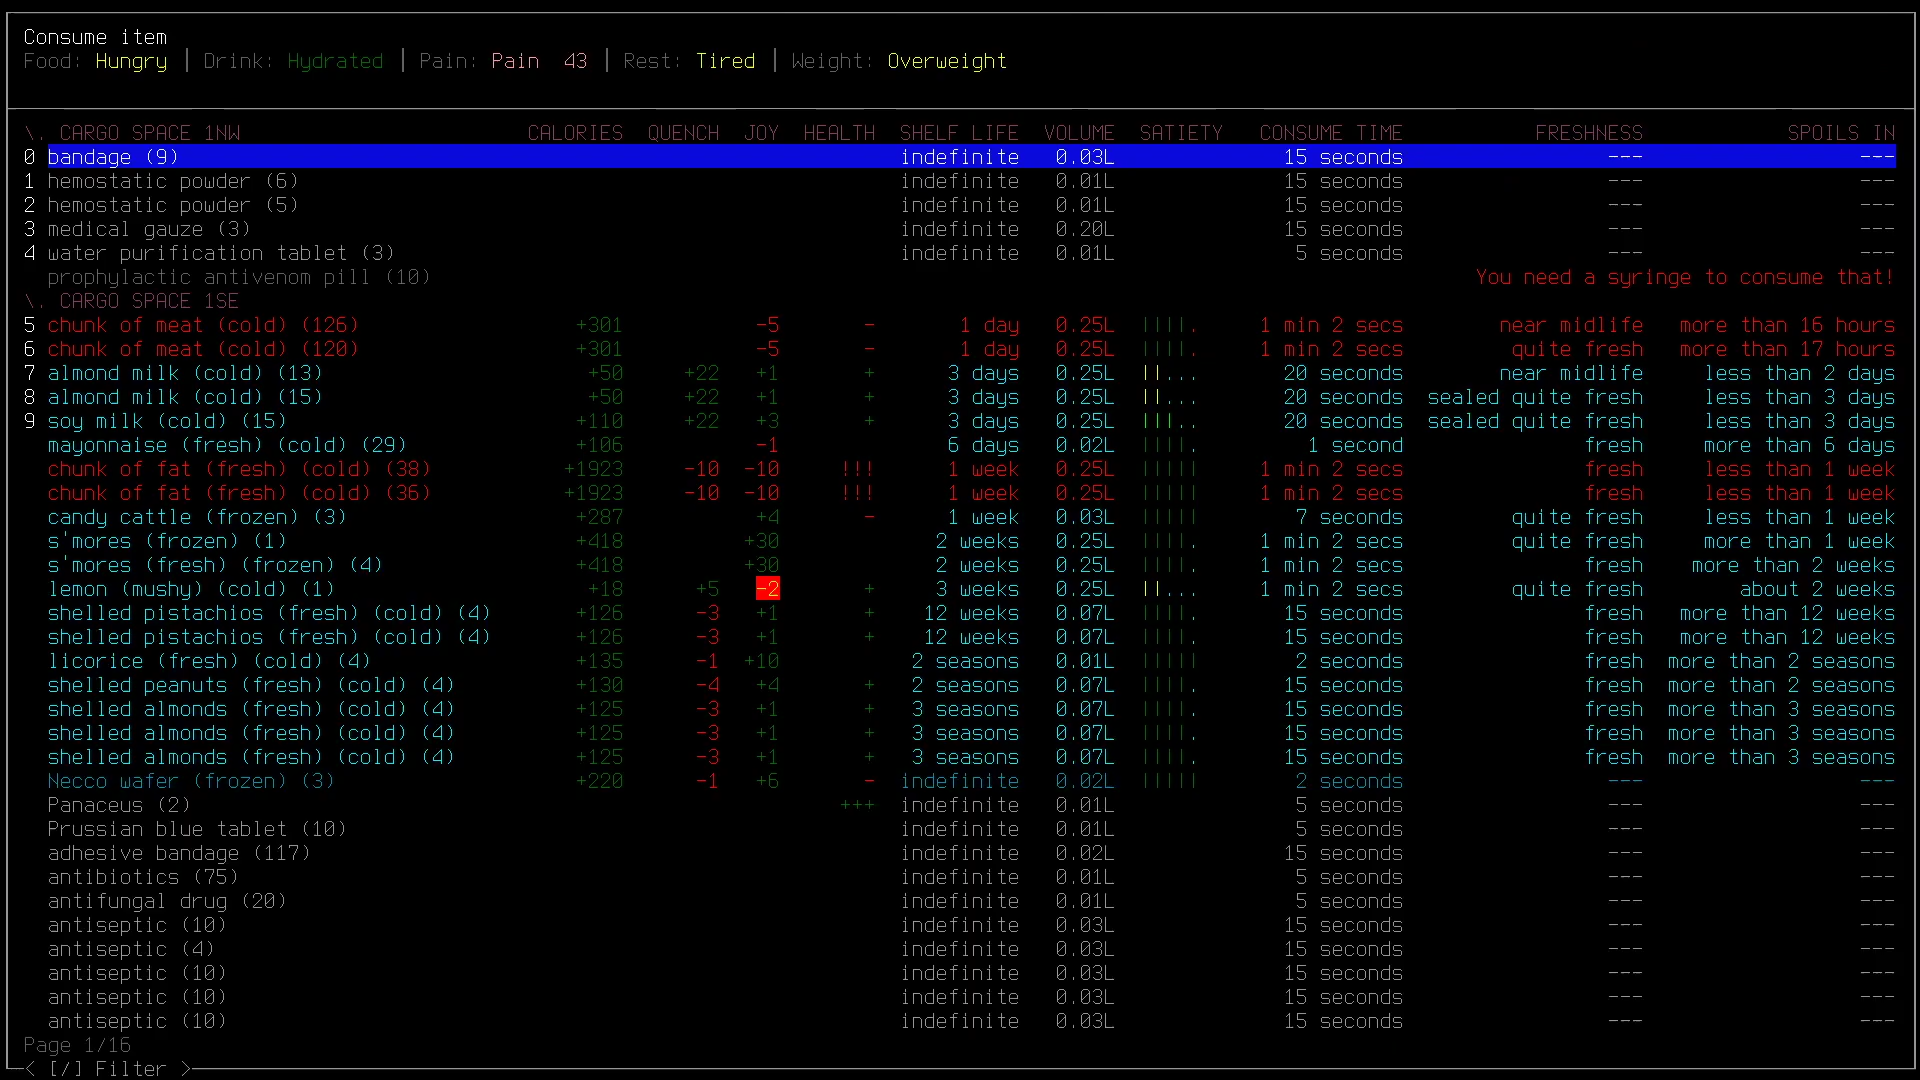 Consume item
Food: Hungry | Drink: Hydrated | Pain: Pain 43 | Rest: Tired | Weight: Overweight
\. CARGO SPACE 1NW CALORIES QUENCH JOY HEALTH SHELF LIFE VOLUME SATIETY CONSUME TIME FRESHNESS SPOILS IN
0 bandage (9) indefinite 0.03L 15 seconds --- ---
1 hemostatic powder (6) indefinite 0.01L 15 seconds --- ---
2 hemostatic powder (5) indefinite 0.01L 15 seconds --- ---
3 medical gauze (3) indefinite 0.20L 15 seconds --- ---
4 water purification tablet (3) indefinite 0.01L 5 seconds --- ---
prophylactic antivenom pill (10) You need a syringe to consume that!
\. CARGO SPACE 1SE
5 chunk of meat (cold) (126) +301 -5 - 1 day 0.25L ||||. 1 min 2 secs near midlife more than 16 hours
6 chunk of meat (cold) (120) +301 -5 - 1 day 0.25L ||||. 1 min 2 secs quite fresh more than 17 hours
7 almond milk (cold) (13) +50 +22 +1 + 3 days 0.25L ||... 20 seconds near midlife less than 2 days
8 almond milk (cold) (15) +50 +22 +1 + 3 days 0.25L ||... 20 seconds sealed quite fresh less than 3 days
9 soy milk (cold) (15) +110 +22 +3 + 3 days 0.25L |||.. 20 seconds sealed quite fresh less than 3 days
mayonnaise (fresh) (cold) (29) +106 -1 6 days 0.02L ||||| 1 second fresh more than 6 days
chunk of fat (fresh) (cold) (38) +1923 -10 -10 !!! 1 week 0.25L ||||| 1 min 2 secs fresh less than 1 week
chunk of fat (fresh) (cold) (36) +1923 -10 -10 !!! 1 week 0.25L ||||| 1 min 2 secs fresh less than 1 week
candy cattle (frozen) (3) +287 +4 - 1 week 0.03L ||||| 7 seconds quite fresh less than 1 week
s'mores (frozen) (1) +418 +30 2 weeks 0.25L ||||. 1 min 2 secs quite fresh more than 1 week
s'mores (fresh) (frozen) (4) +418 +30 2 weeks 0.25L ||||. 1 min 2 secs fresh more than 2 weeks
lemon (mushy) (cold) (1) +18 +5 -2 + 3 weeks 0.25L ||... 1 min 2 secs quite fresh about 2 weeks
shelled pistachios (fresh) (cold) (4) +126 -3 +1 + 12 weeks 0.07L ||||. 15 seconds fresh more than 12 weeks
shelled pistachios (fresh) (cold) (4) +126 -3 +1 + 12 weeks 0.07L ||||. 15 seconds fresh more than 12 weeks
licorice (fresh) (cold) (4) +135 -1 +10 2 seasons 0.01L ||||| 2 seconds fresh more than 2 seasons
shelled peanuts (fresh) (cold) (4) +130 -4 +4 + 2 seasons 0.07L ||||. 15 seconds fresh more than 2 seasons
shelled almonds (fresh) (cold) (4) +125 -3 +1 + 3 seasons 0.07L ||||. 15 seconds fresh more than 3 seasons
shelled almonds (fresh) (cold) (4) +125 -3 +1 + 3 seasons 0.07L ||||. 15 seconds fresh more than 3 seasons
shelled almonds (fresh) (cold) (4) +125 -3 +1 + 3 seasons 0.07L ||||. 15 seconds fresh more than 3 seasons
Necco wafer (frozen) (3) +220 -1 +6 - indefinite 0.02L ||||| 2 seconds --- ---
Panaceus (2) +++ indefinite 0.01L 5 seconds --- ---
Prussian blue tablet (10) indefinite 0.01L 5 seconds --- ---
adhesive bandage (117) indefinite 0.02L 15 seconds --- ---
antibiotics (75) indefinite 0.01L 5 seconds --- ---
antifungal drug (20) indefinite 0.01L 5 seconds --- ---
antiseptic (10) indefinite 0.03L 15 seconds --- ---
antiseptic (4) indefinite 0.03L 15 seconds --- ---
antiseptic (10) indefinite 0.03L 15 seconds --- ---
antiseptic (10) indefinite 0.03L 15 seconds --- ---
antiseptic (10) indefinite 0.03L 15 seconds --- ---
Page 1/16
< [/] Filter >